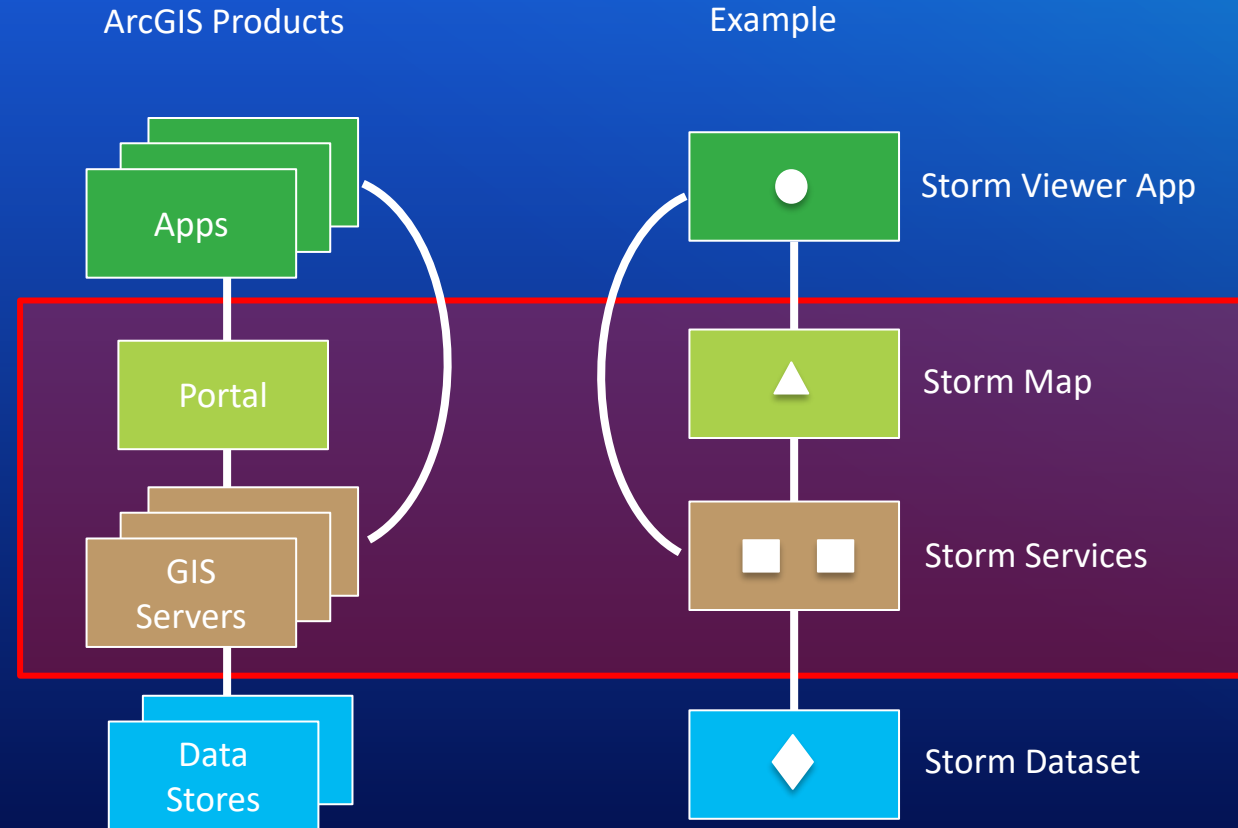 ArcGIS Products
Example
Apps
Storm Viewer App
Portal
Storm Map
GIS
Servers
Storm Services
Data
Stores
Storm Dataset